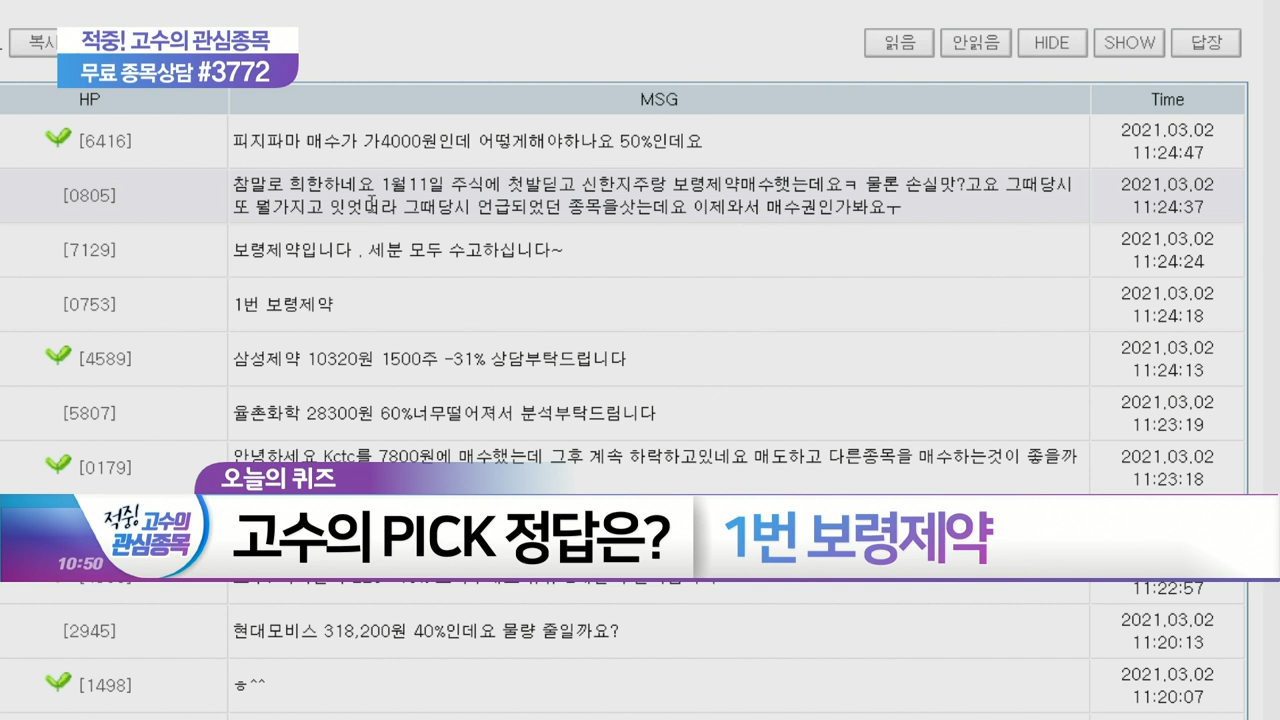 복사
적중! 고수의 관심종목
무료 종목상담 #3772
읽음
안읽음
HIDE
SHOW
답장
HP
MSG
Time
[6416]
피지파마 매수가 가4000원인데 어떻게해야하나요 50%인데요
2021.03.02
11:24:47
[0805]
참말로 희한하네요 1월11일 주식에 첫발딛고 신한지주랑 보령제약매수햇는데요ㅋ 물론 손실맛?고요 그때당시
또 뭘가지고 잇엇 라 그때당시 언급되었던 종목을삿는데요 이제와서 매수권인가봐요ㅜ
2021.03.02
11:24:37
[7129]
보령제약입니다 . 세분 모두 수고하십니다~
2021.03.02
11:24:24
[0753]
1번 보령제약
2021.03.02
11:24:18
[4589]
삼성제약 10320원 1500주 -31% 상담부탁드립니다
2021.03.02
11:24:13
[5807]
율촌화학 28300원 60%너무떨어져서 분석부탁드림니다
2021.03.02
11:23:19
[0179]
안녕하세요 Kctc를 7800원에 매수했는데 그후 계속 하락하고있네요 매도하고 다른종목을 매수하는것이 좋을까
2021.03.02
11:23:18
오늘의 퀴즈
적중! 고수의
관심종목
10:50
고수의 PICK 정답은?
1번 보령제약
11:22:57
[2945]
현대모비스 318,200원 40%인데요 물량 줄일까요?
2021.03.02
11:20:13
[1498]
ㅎ^^
2021.03.02
11:20:07